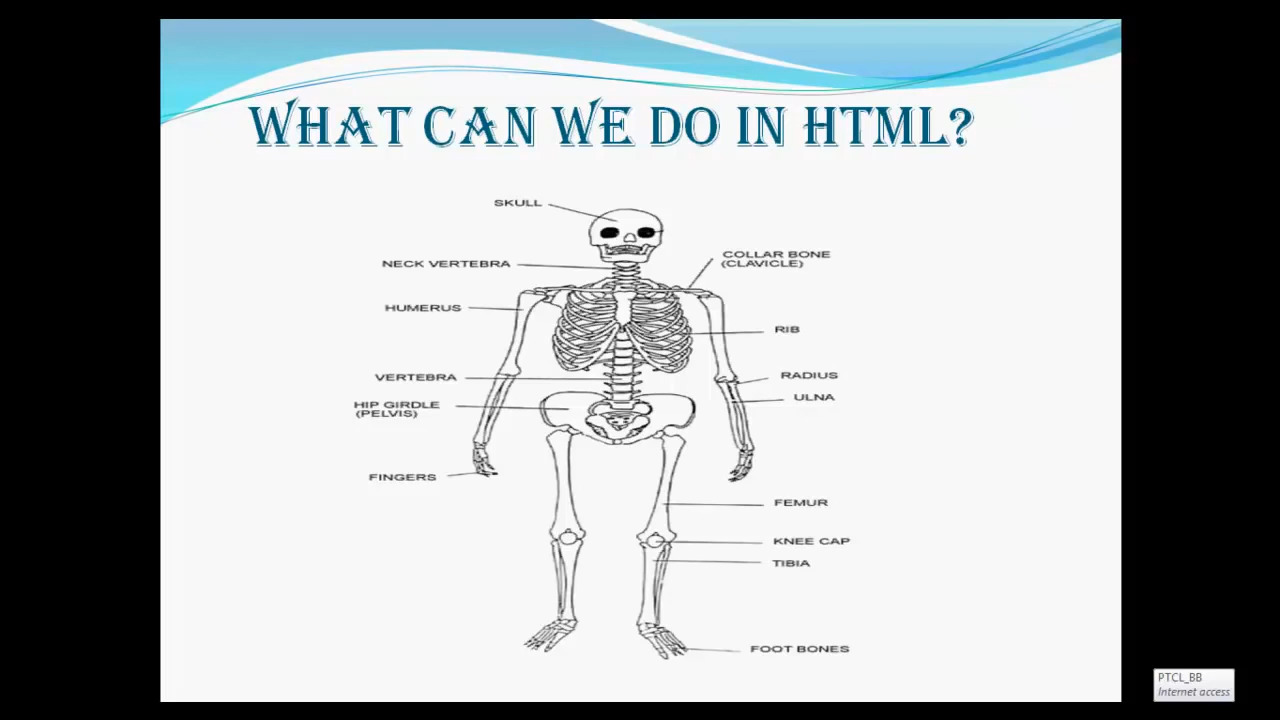 WHAT CAN WE DO IN HTML?
SKULL
NECK VERTEBRA
COLLAR BONE
(CLAVICLE)
HUMERUS
RIB
VERTEBRA
RADIUS
ULNA
HIP GIRDLE
(PELVIS)
FINGERS
FEMUR
KNEE CAP
TIBIA
FOOT BONES
PTCL_BB
Internet access